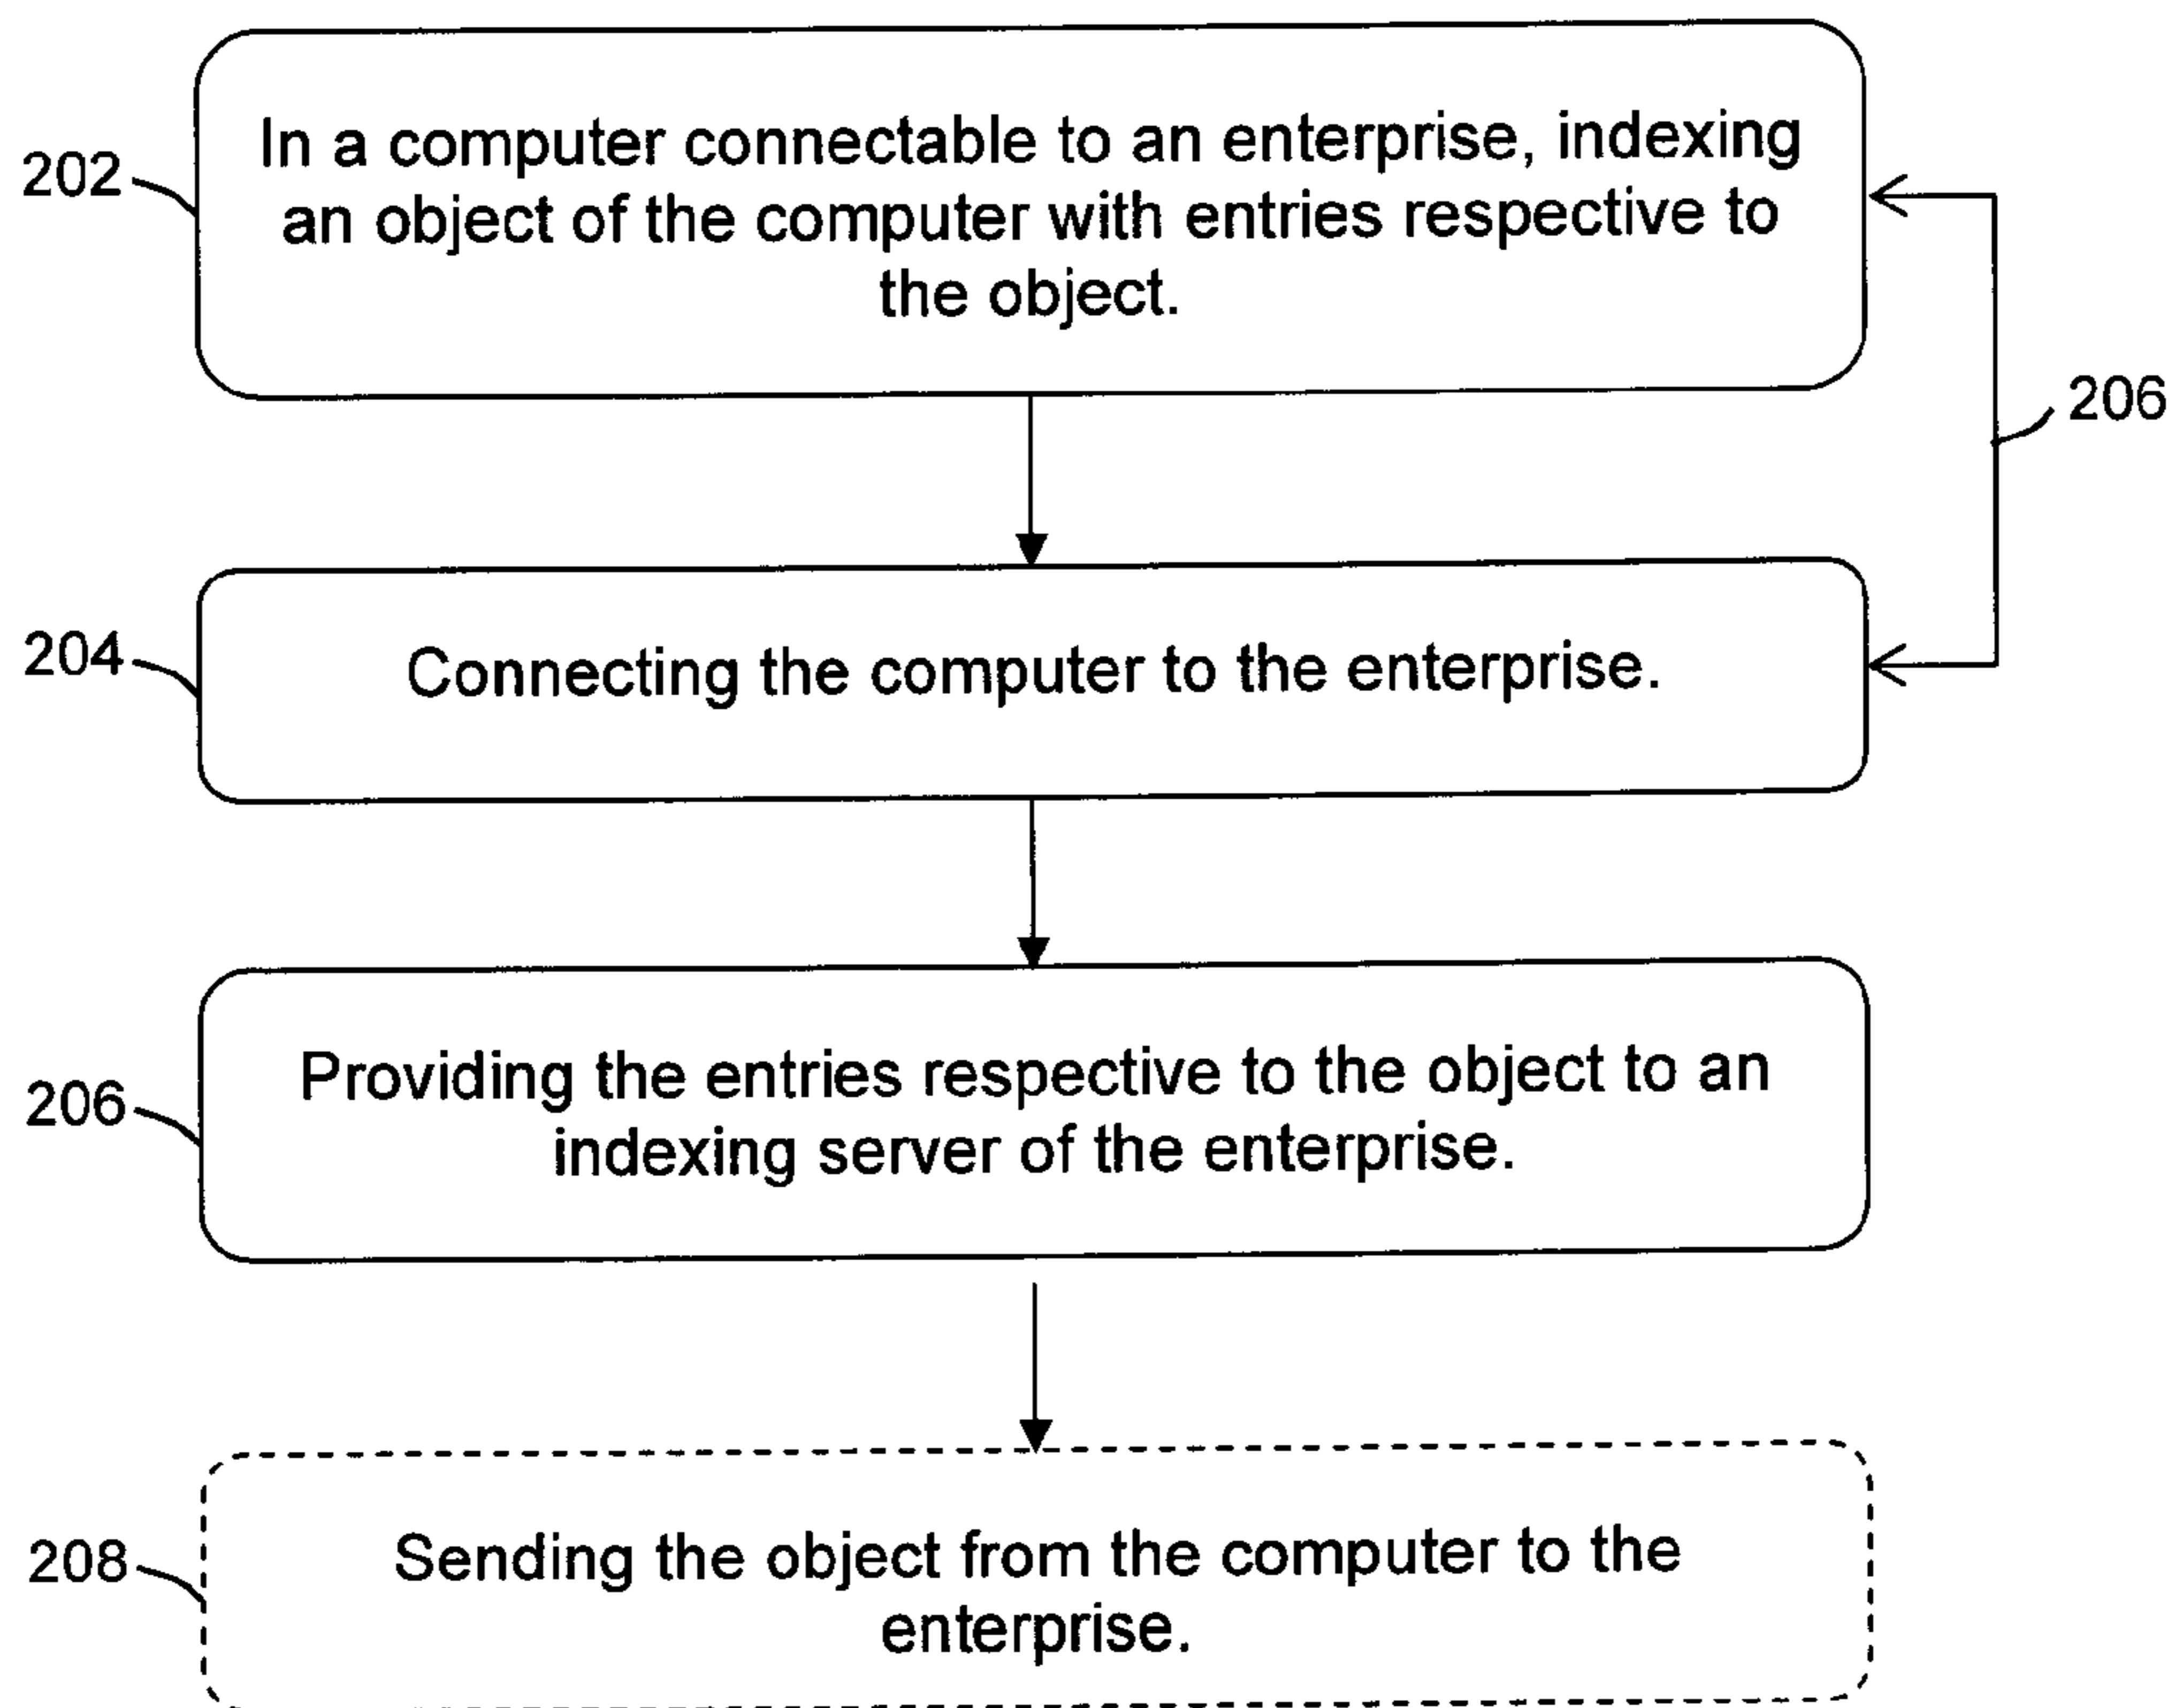 202
In a computer connectable to an enterprise, indexing
an object of the computer with entries respective to
the object.
206
204
Connecting the computer to the enterprise.
206
Providing the entries respective to the object to an
indexing server of the enterprise.
208
Sending the object from the computer to the
enterprise.